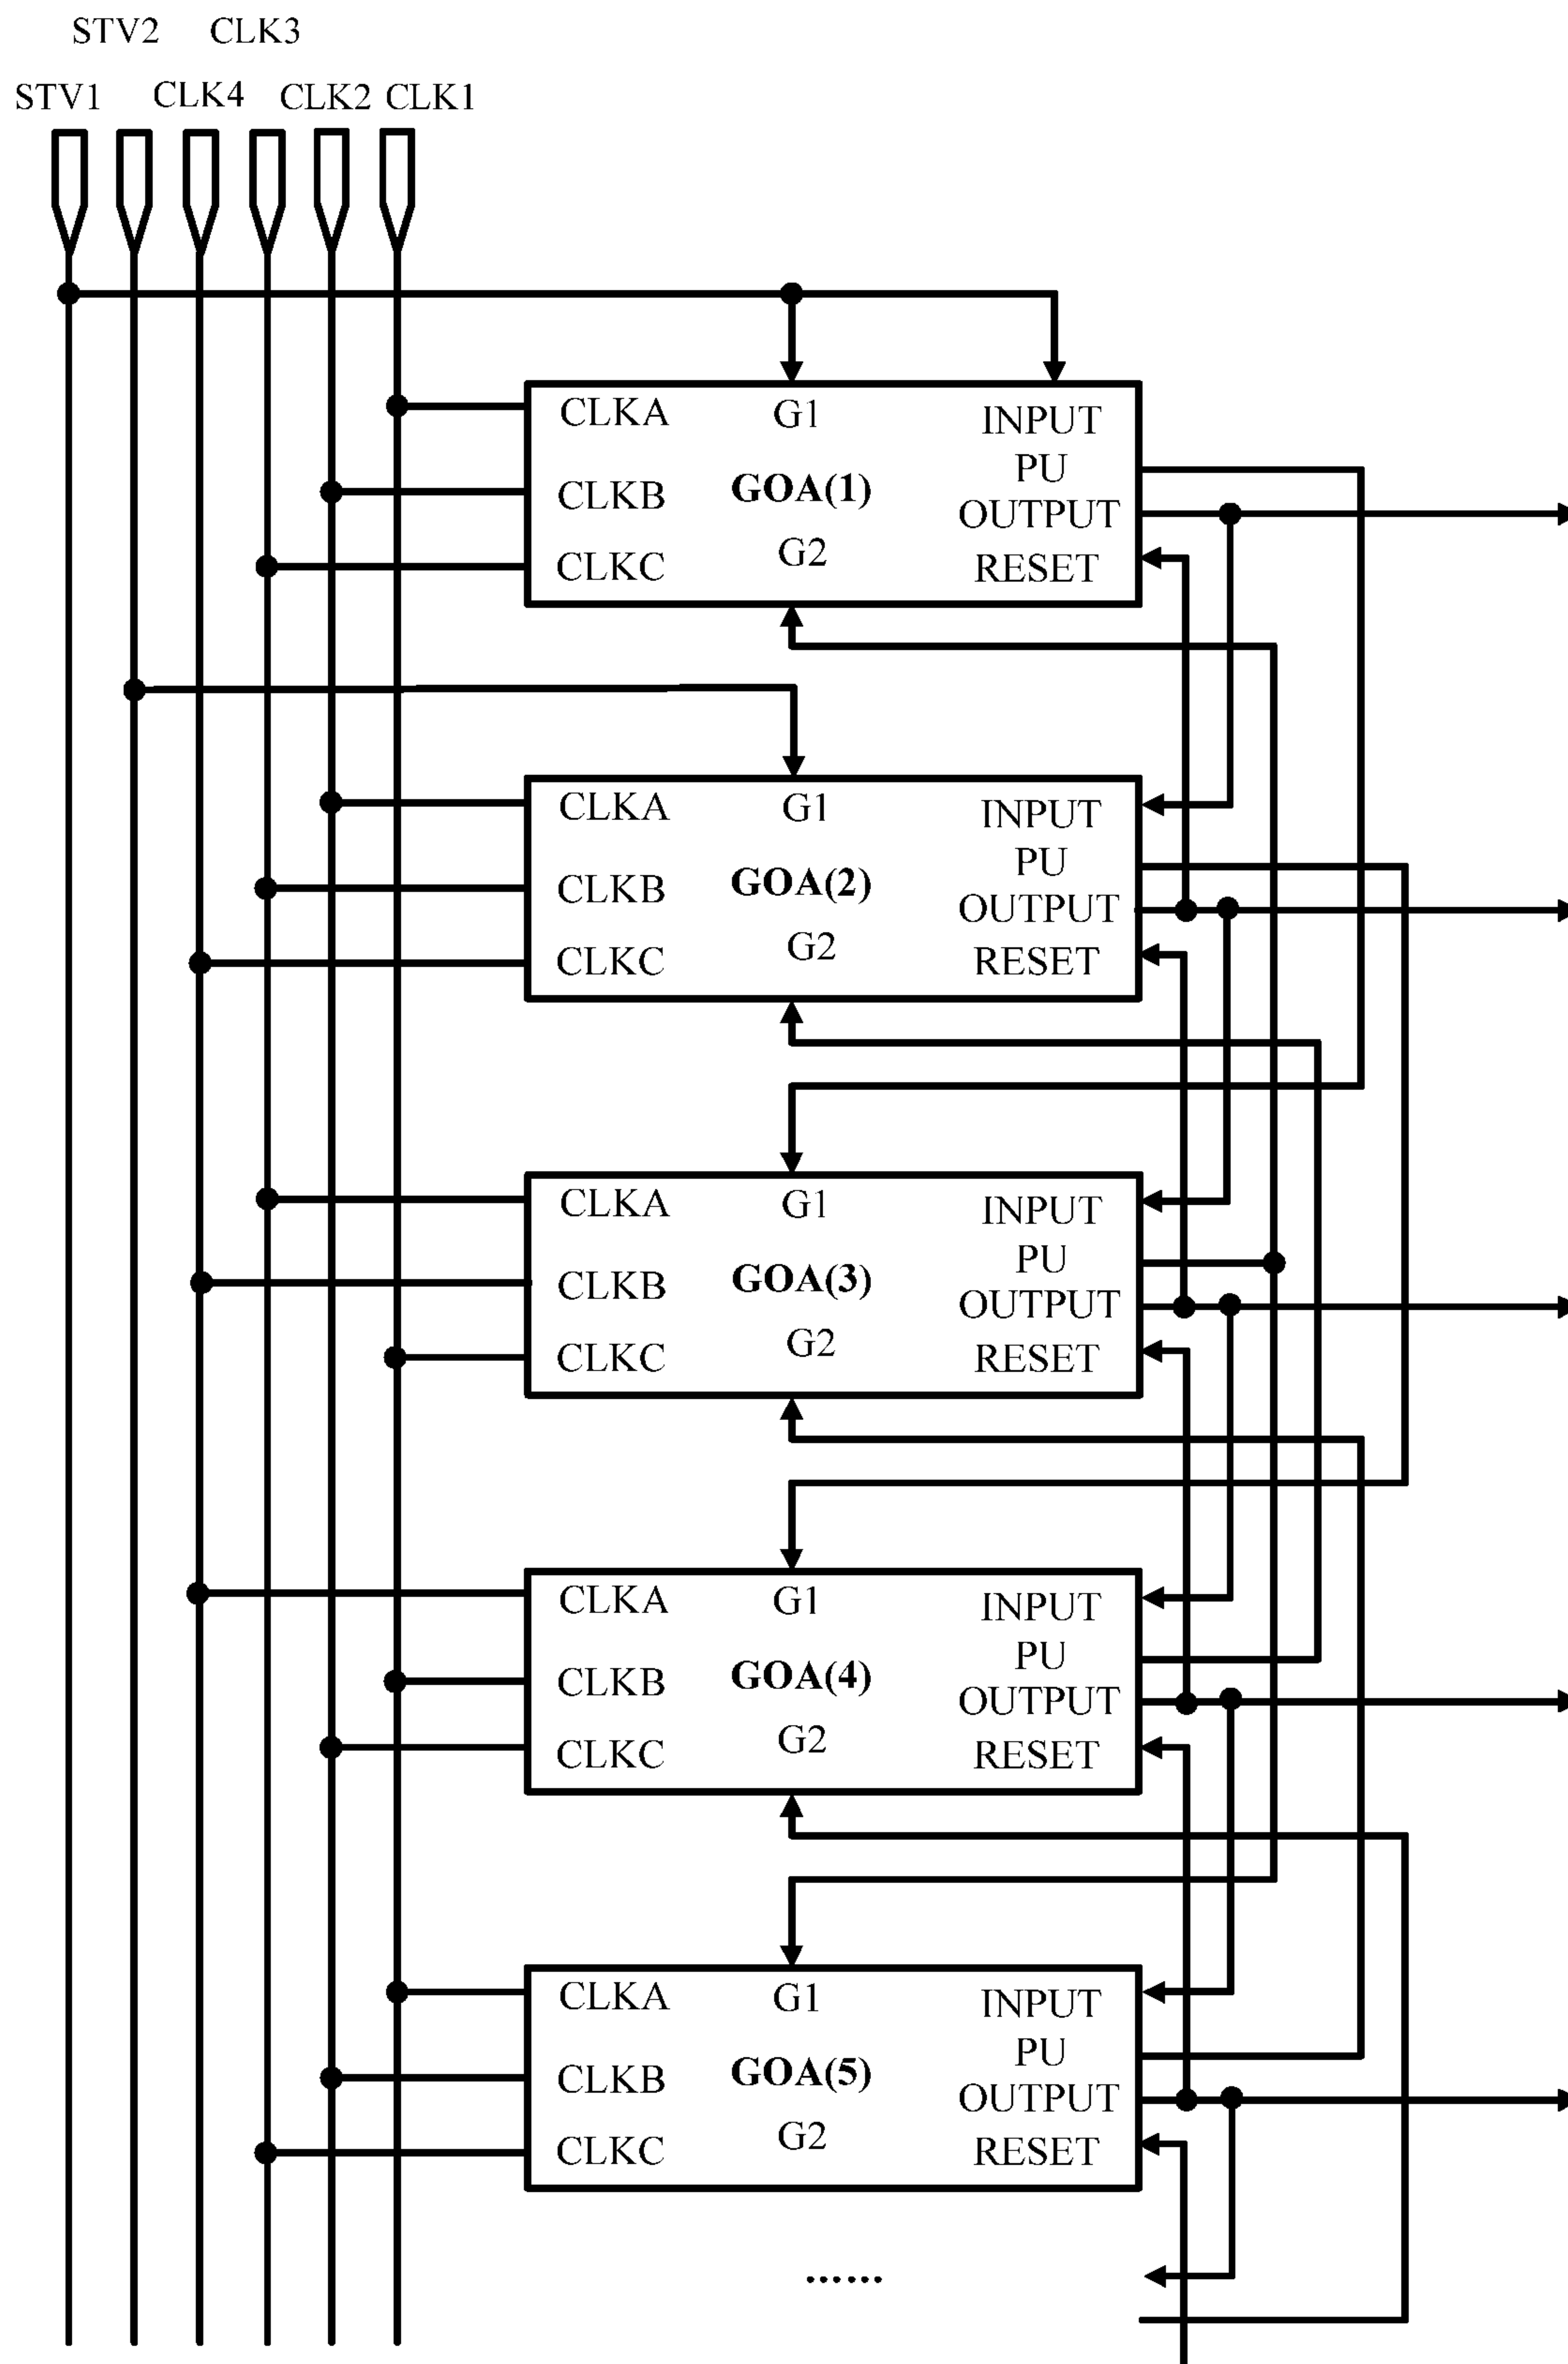 STV2 CLK3
STV1 CLK4 CLK2 CLK1
CLKA G1 INPUT
PU
CLKB GOA(1) OUTPUT
CLKC G2 RESET
CLKA G1 INPUT
PU
CLKB GOA(2) OUTPUT
CLKC G2 RESET
CLKA G1 INPUT
PU
CLKB GOA(3) OUTPUT
CLKC G2 RESET
CLKA G1 INPUT
PU
CLKB GOA(4) OUTPUT
CLKC G2 RESET
CLKA G1 INPUT
PU
CLKB GOA(5) OUTPUT
CLKC G2 RESET
......